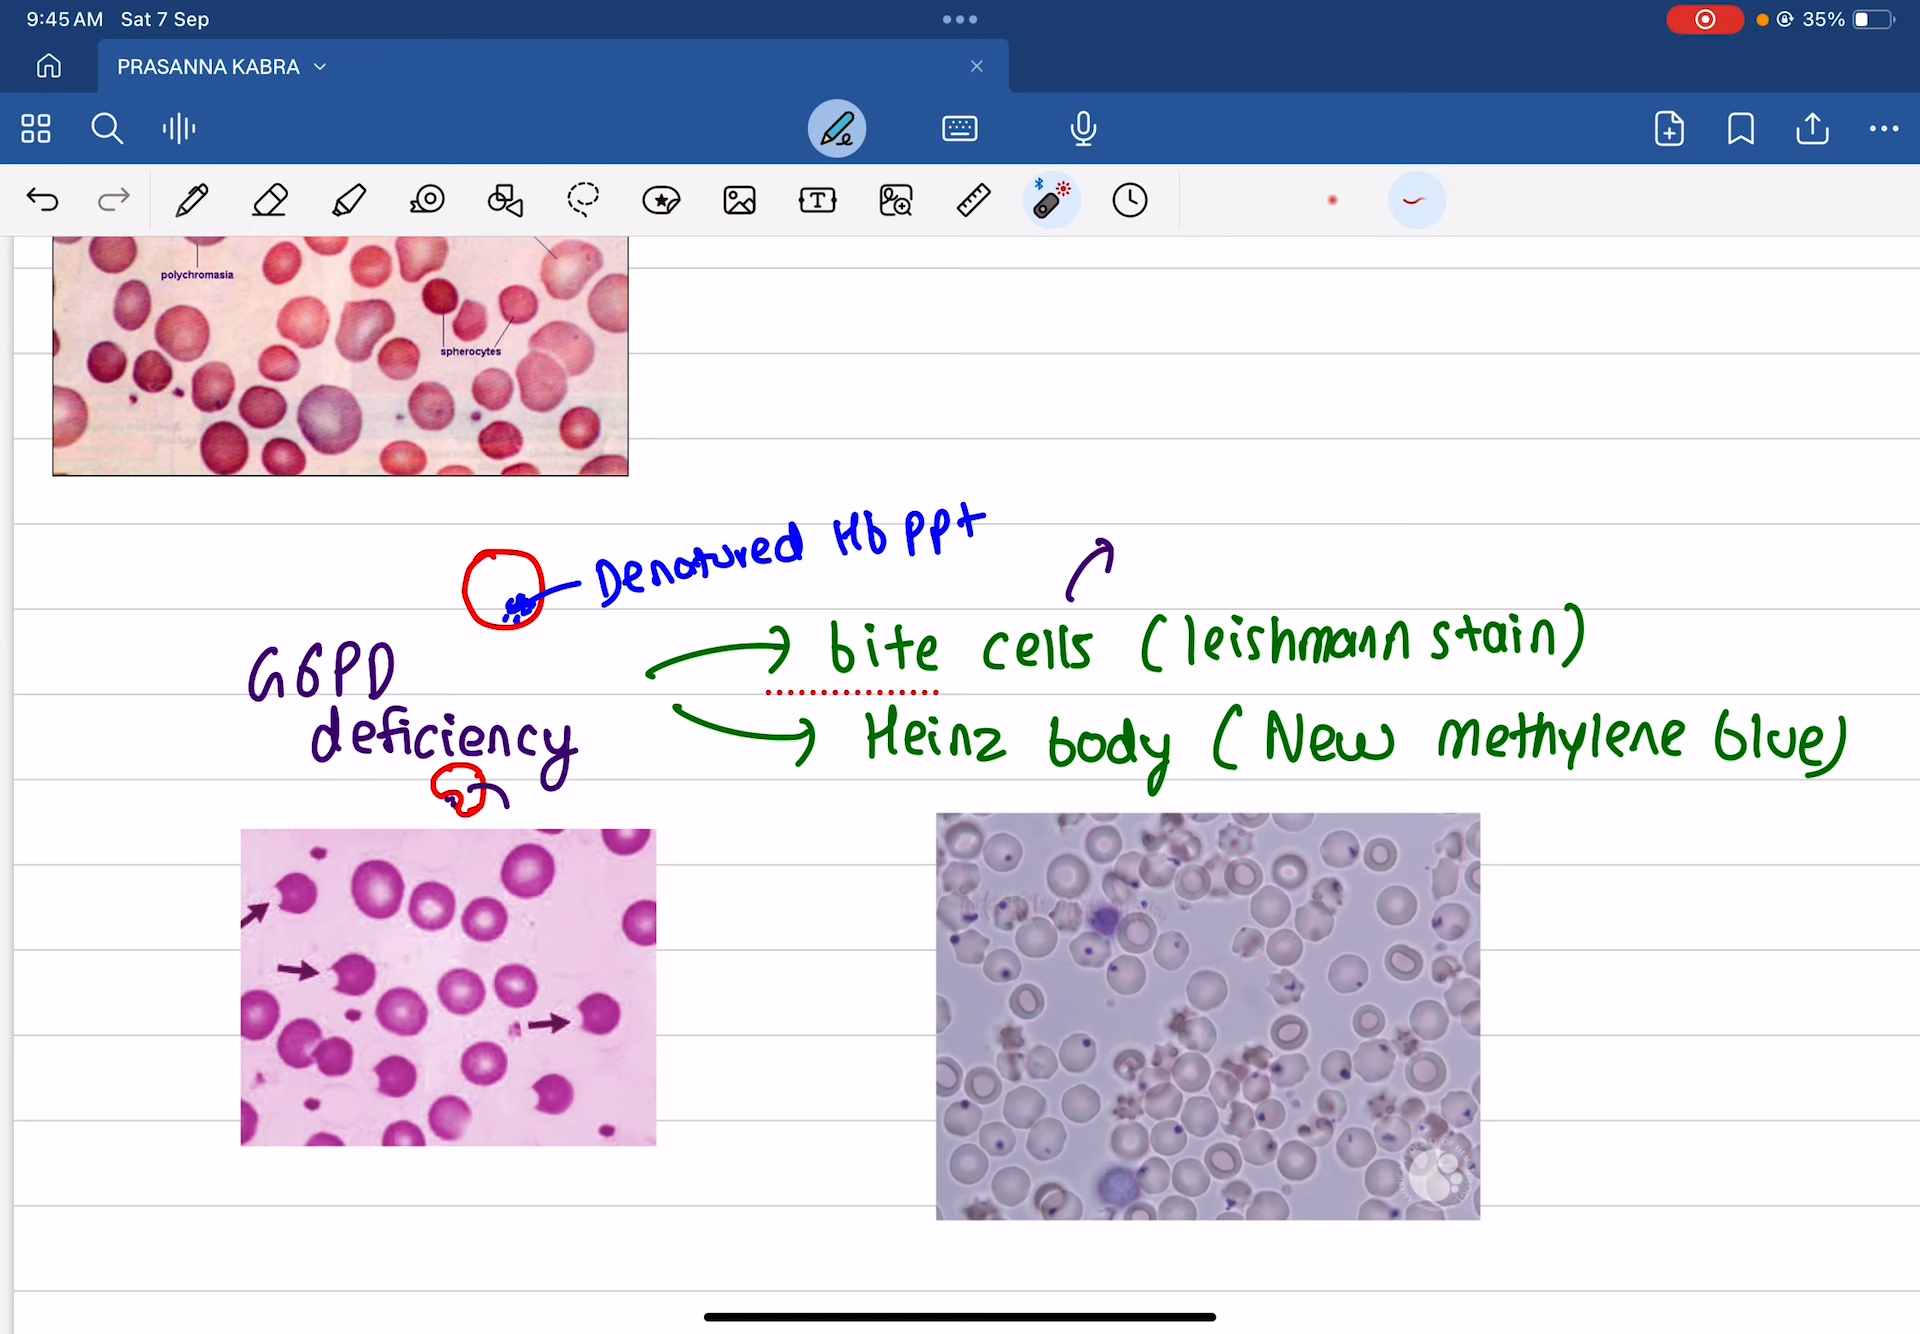 9:45 AM Sat 7 Sep
35%
PRASANNA KABRA
polychromasia
spherocytes
Denatured Hb ppt
bite cells (leishmann stain)
G6PD
deficiency
Heinz body (New methylene blue)